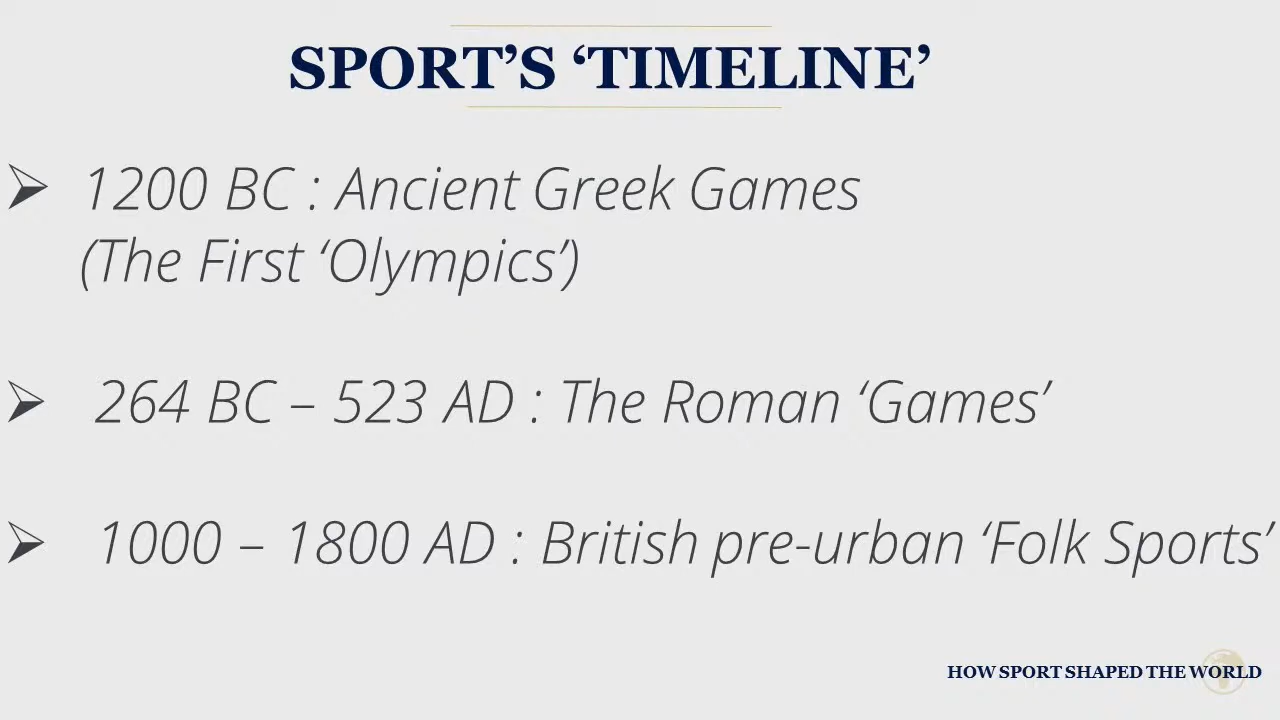 SPORT’S ‘TIMELINE’
➢ 1200 BC : Ancient Greek Games
(The First ‘Olympics’)
➢ 264 BC – 523 AD : The Roman ‘Games’
➢ 1000 – 1800 AD : British pre-urban ‘Folk Sports’
HOW SPORT SHAPED THE WORLD